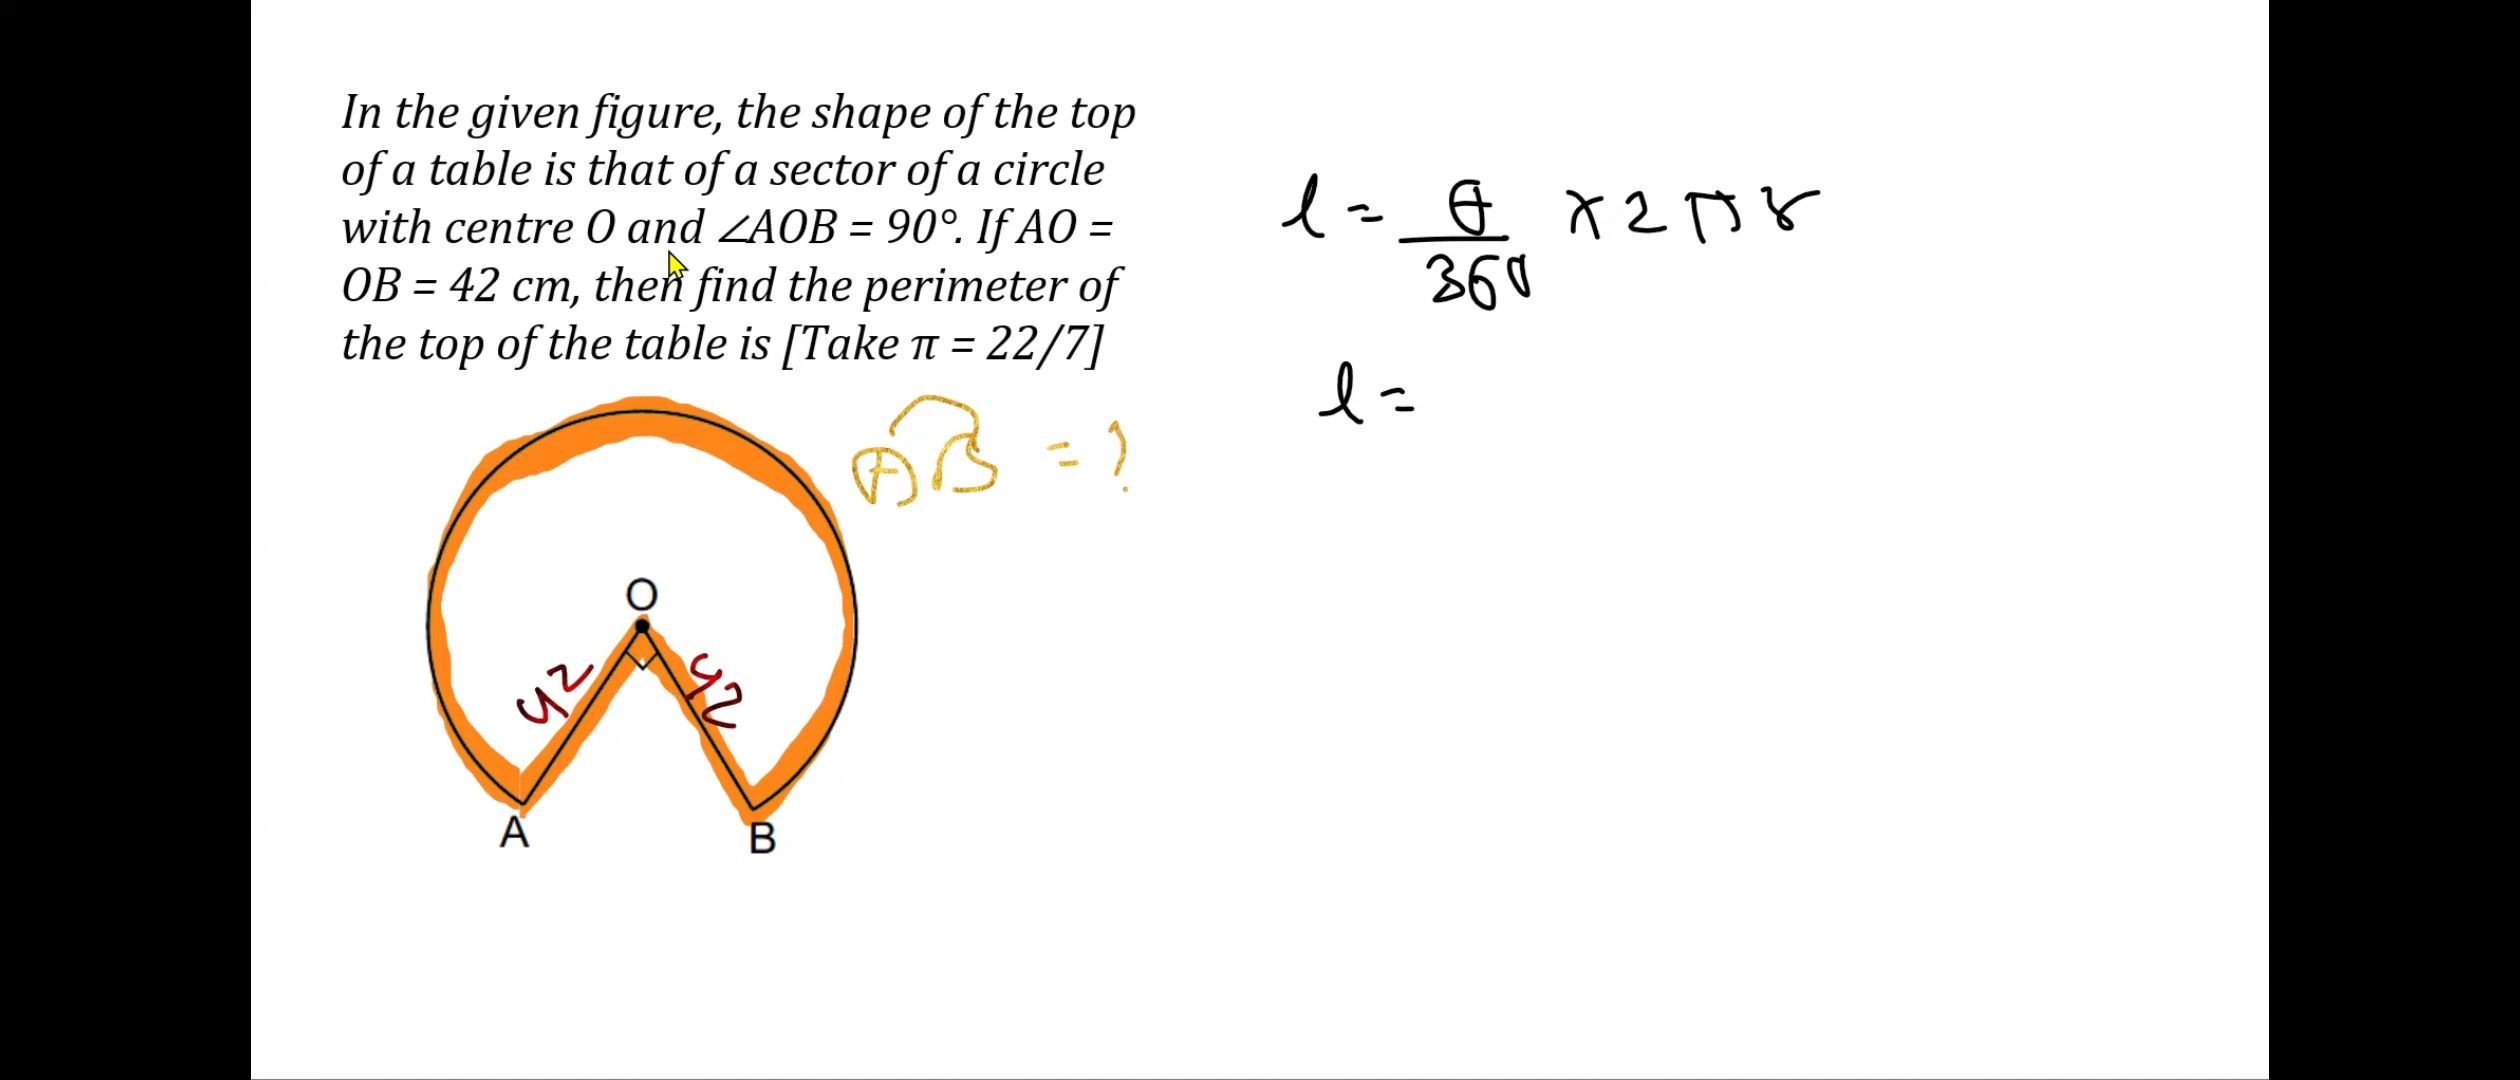 In the given figure, the shape of the top
of a table is that of a sector of a circle
with centre O and ∠AOB = 90°. If AO =
OB = 42 cm, then find the perimeter of
the top of the table is [Take π = 22/7]
l = θ/360 × 2πr
l =
AB = ?
O
42
42
A
B